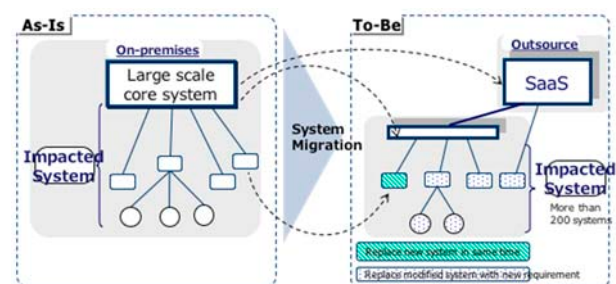 As-Is
On-premises
Large scale
core system
Impacted
System
System
Migration
To-Be
Outsource
SaaS
Impacted
System
More than
200 systems
Replace new system in same time
Replace modified system with new requirement